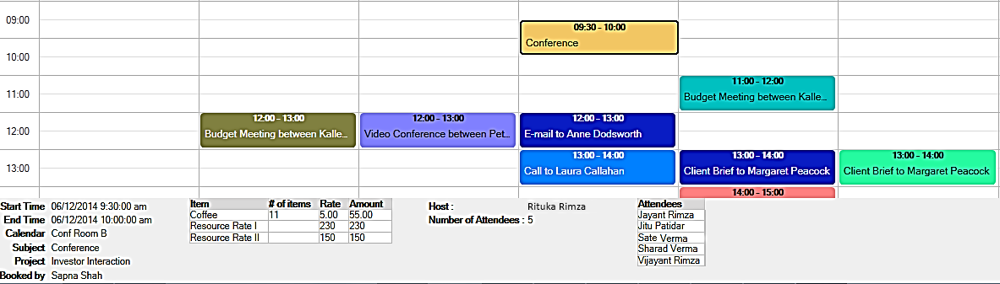 09:00
09:30 - 10:00
Conference
10:00
11:00 - 12:00
11:00
Budget Meeting between Kalle...
12:00 - 13:00 12:00 - 13:00 12:00 - 13:00
12:00 Budget Meeting between Kalle... Video Conference between Pet... E-mail to Anne Dodsworth
13:00 - 14:00 13:00 - 14:00 13:00 - 14:00
13:00 Call to Laura Callahan Client Brief to Margaret Peacock Client Brief to Margaret Peacock
14:00 - 15:00
Start Time 06/12/2014 9:30:00 am
End Time 06/12/2014 10:00:00 am
Calendar Conf Room B
Subject Conference
Project Investor Interaction
Booked by Sapna Shah
Item # of items Rate Amount
Coffee 11 5.00 55.00
Resource Rate I 230 230
Resource Rate II 150 150
Host : Rituka Rimza
Number of Attendees : 5
Attendees
Jayant Rimza
Jitu Patidar
Sate Verma
Sharad Verma
Vijayant Rimza